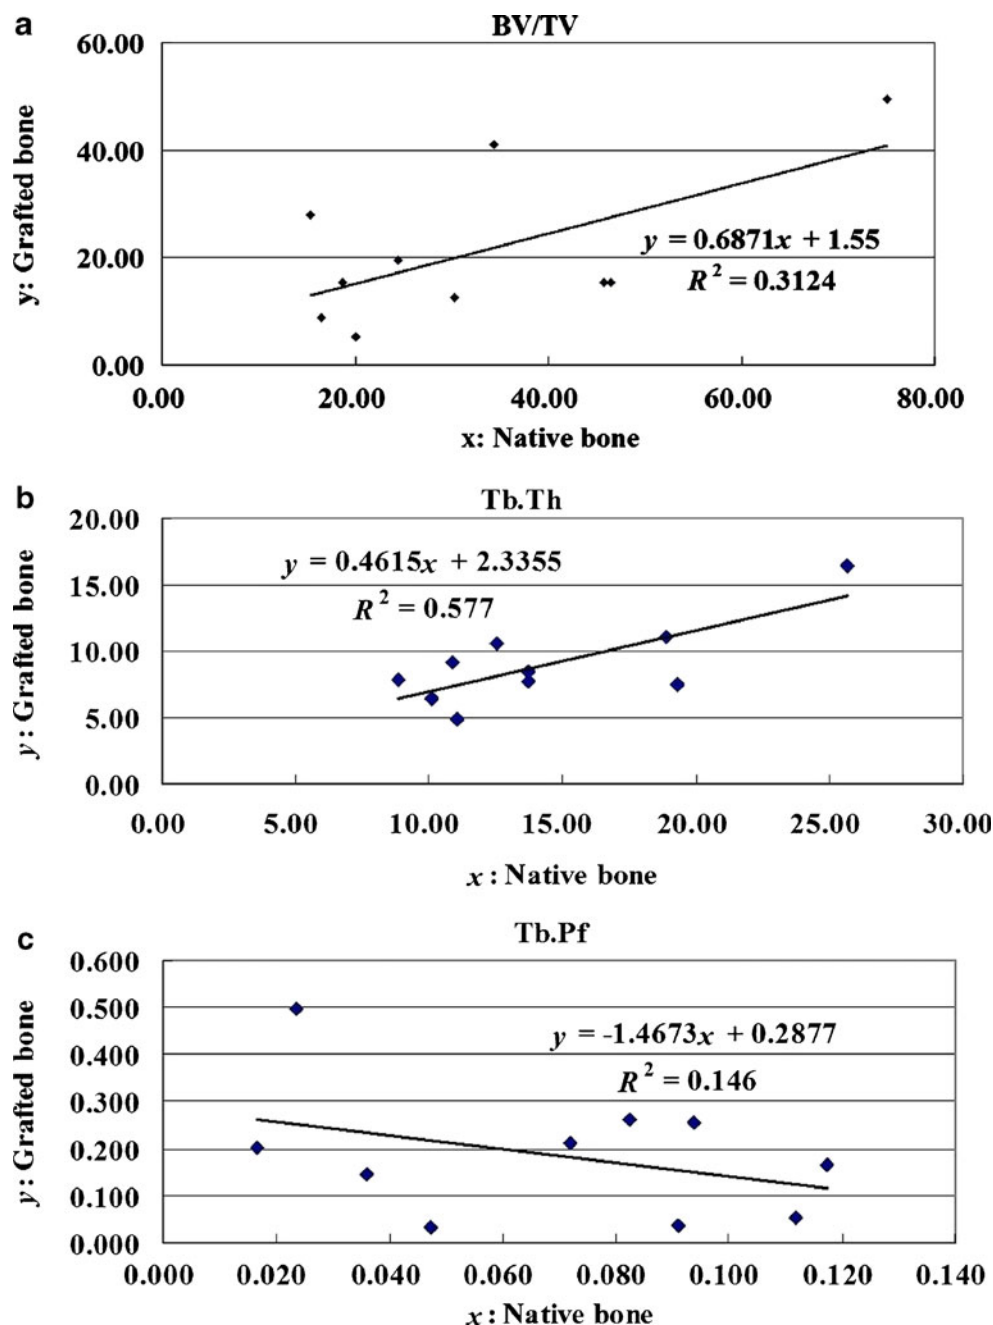 a
BV/TV
60.00
40.00
20.00
0.00
y: Grafted bone
y = 0.6871x + 1.55
R² = 0.3124
0.00 20.00 40.00 60.00 80.00
x: Native bone
b
Tb.Th
20.00
15.00
10.00
5.00
0.00
y: Grafted bone
y = 0.4615x + 2.3355
R² = 0.577
0.00 5.00 10.00 15.00 20.00 25.00 30.00
x : Native bone
c
Tb.Pf
0.600
0.500
0.400
0.300
0.200
0.100
0.000
y: Grafted bone
y = -1.4673x + 0.2877
R² = 0.146
0.000 0.020 0.040 0.060 0.080 0.100 0.120 0.140
x : Native bone